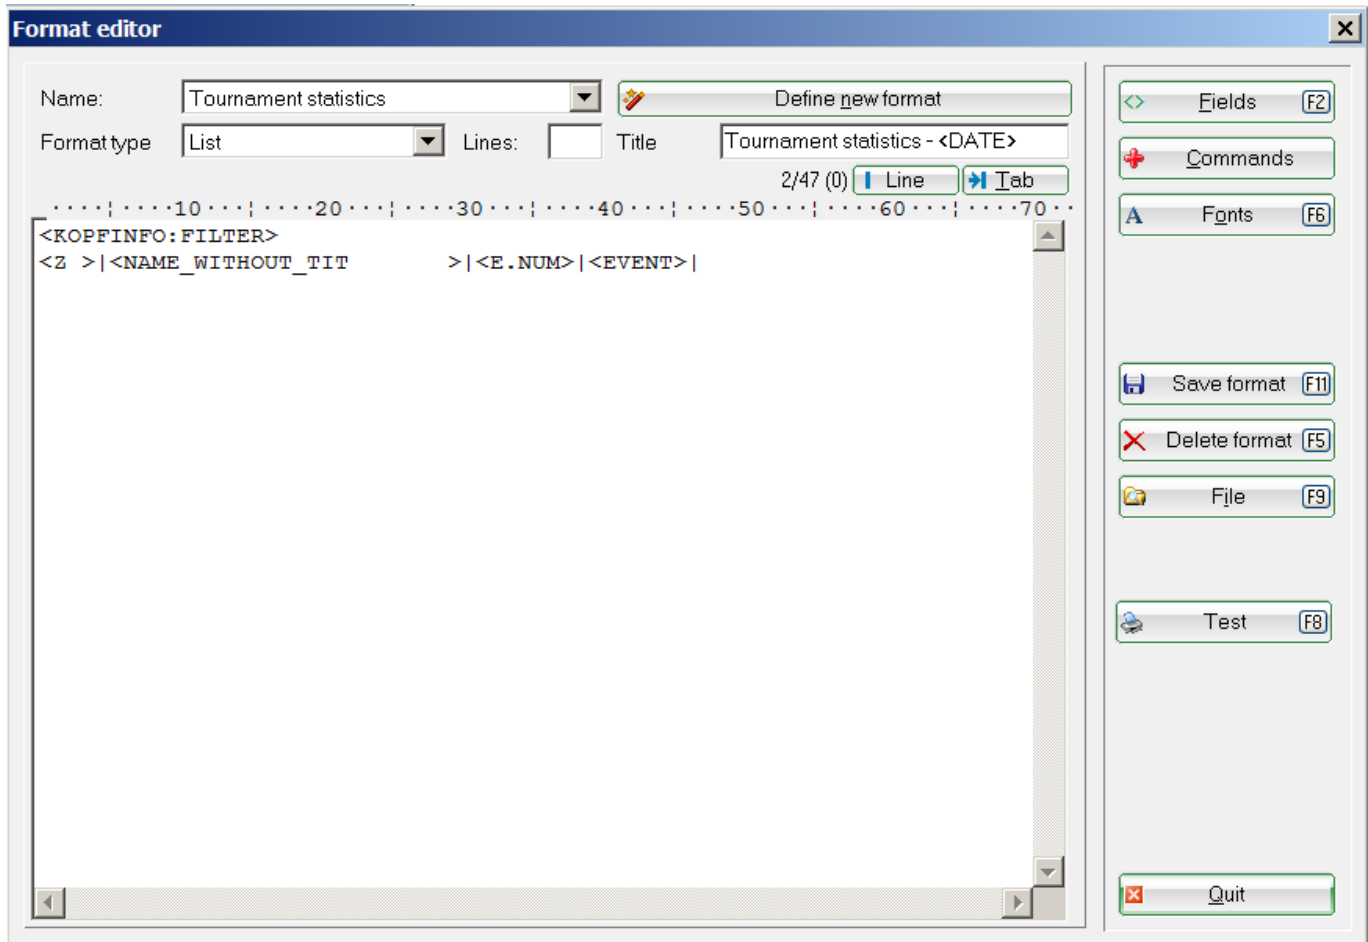 Format editor
Name: Tournament statistics Define new format
Format type List Lines: Title Tournament statistics - <DATE>
2/47 (0) Line Tab
····¦····10···¦····20···¦····30···¦····40···¦····50···¦····60···¦····70··
<KOPFINFO:FILTER>
<Z >|<NAME_WITHOUT_TIT       >|<E.NUM>|<EVENT>|
Fields F2
Commands
Fonts F6
Save format F11
Delete format F5
File F9
Test F8
Quit